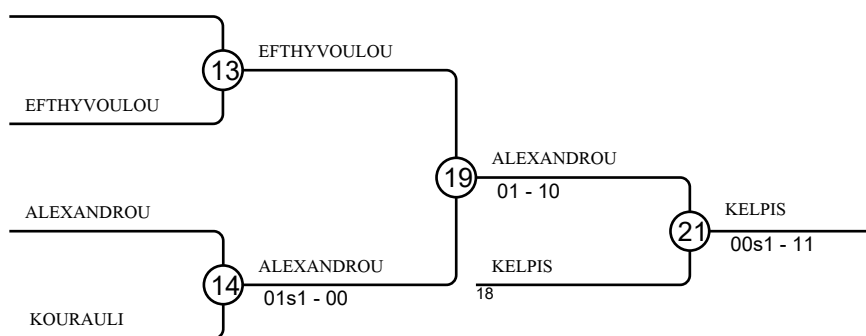 13
EFTHYVOULOU
EFTHYVOULOU
19
ALEXANDROU
01 - 10
ALEXANDROU
21
KELPIS
00s1 - 11
14
ALEXANDROU
01s1 - 00
KELPIS
18
KOURAULI